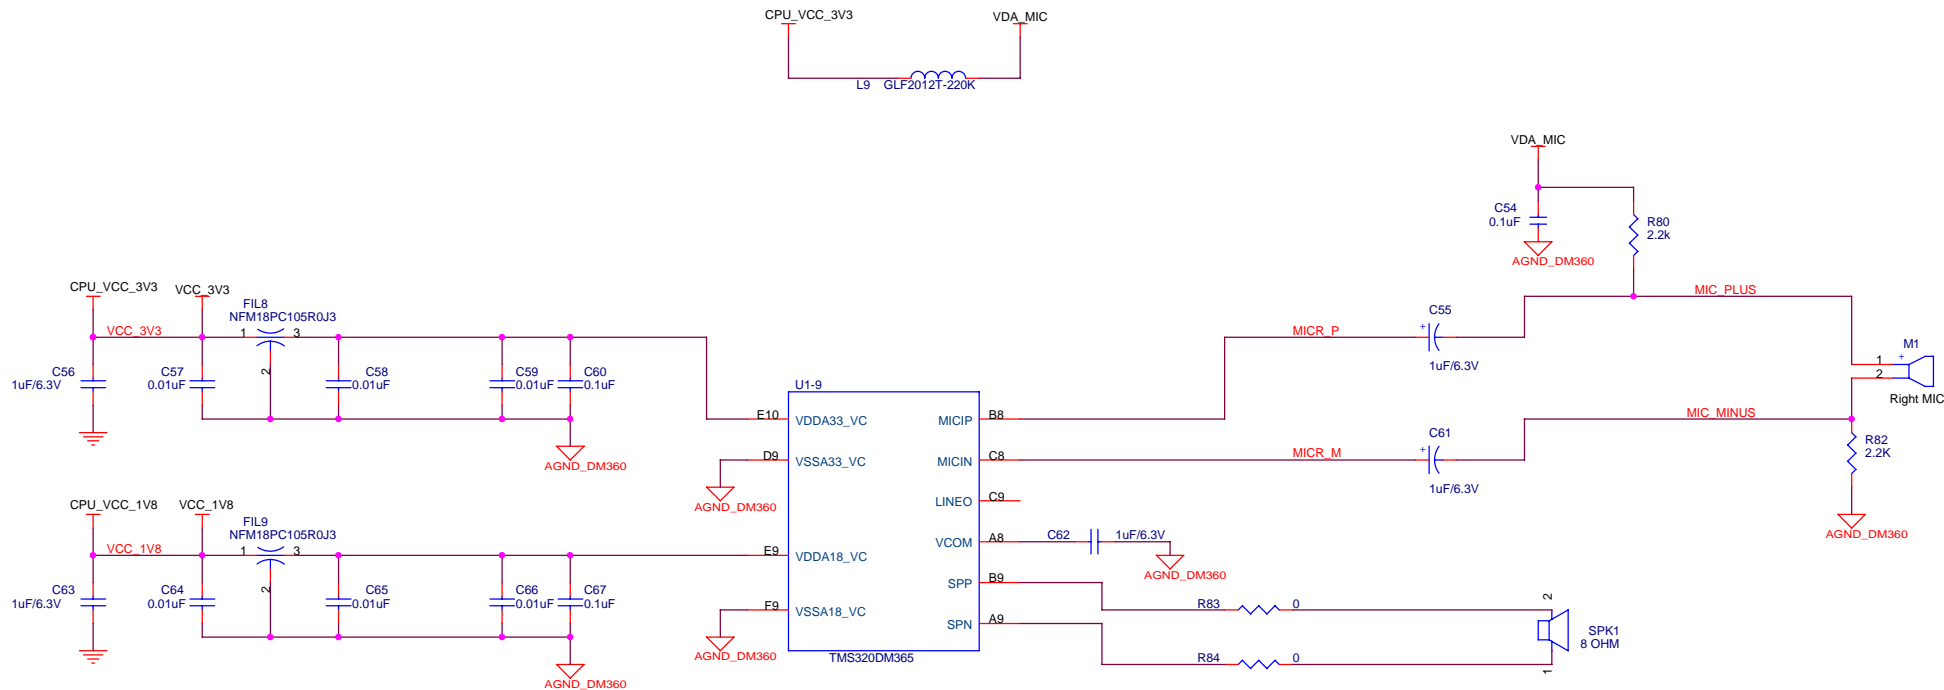 CPU_VCC_3V3
VDA_MIC
L9 GLF2012T-220K
VDA_MIC
C54
0.1uF
R80
2.2k
AGND_DM360
CPU_VCC_3V3
VCC_3V3
VCC_3V3
FIL8
NFM18PC105R0J3
1
3
2
C56
1uF/6.3V
C57
0.01uF
C58
0.01uF
C59
0.01uF
C60
0.1uF
AGND_DM360
MIC_PLUS
MICR_P
C55
+
1uF/6.3V
M1
+
1
2
Right MIC
MIC_MINUS
MICR_M
C61
+
1uF/6.3V
R82
2.2K
AGND_DM360
U1-9
E10 VDDA33_VC
D9 VSSA33_VC
AGND_DM360
E9 VDDA18_VC
F9 VSSA18_VC
AGND_DM360
MICIP B8
MICIN C8
LINEO C9
VCOM A8
SPP B9
SPN A9
TMS320DM365
C62
1uF/6.3V
AGND_DM360
R83
0
R84
0
2
1
SPK1
8 OHM
CPU_VCC_1V8
VCC_1V8
VCC_1V8
FIL9
NFM18PC105R0J3
1
3
2
C63
1uF/6.3V
C64
0.01uF
C65
0.01uF
C66
0.01uF
C67
0.1uF
AGND_DM360